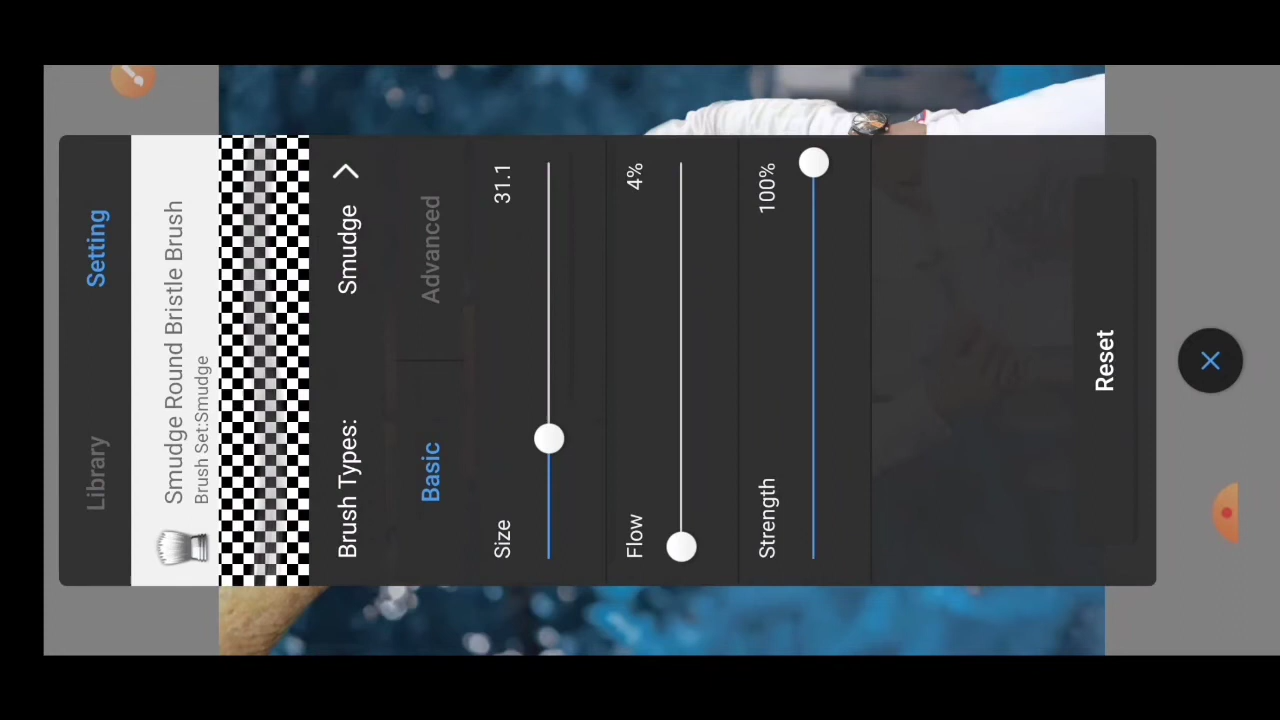 Library
Setting
Smudge Round Bristle Brush
Brush Set:Smudge
Brush Types:
Smudge
Basic
Advanced
Size
31.1
Flow
4%
Strength
100%
Reset